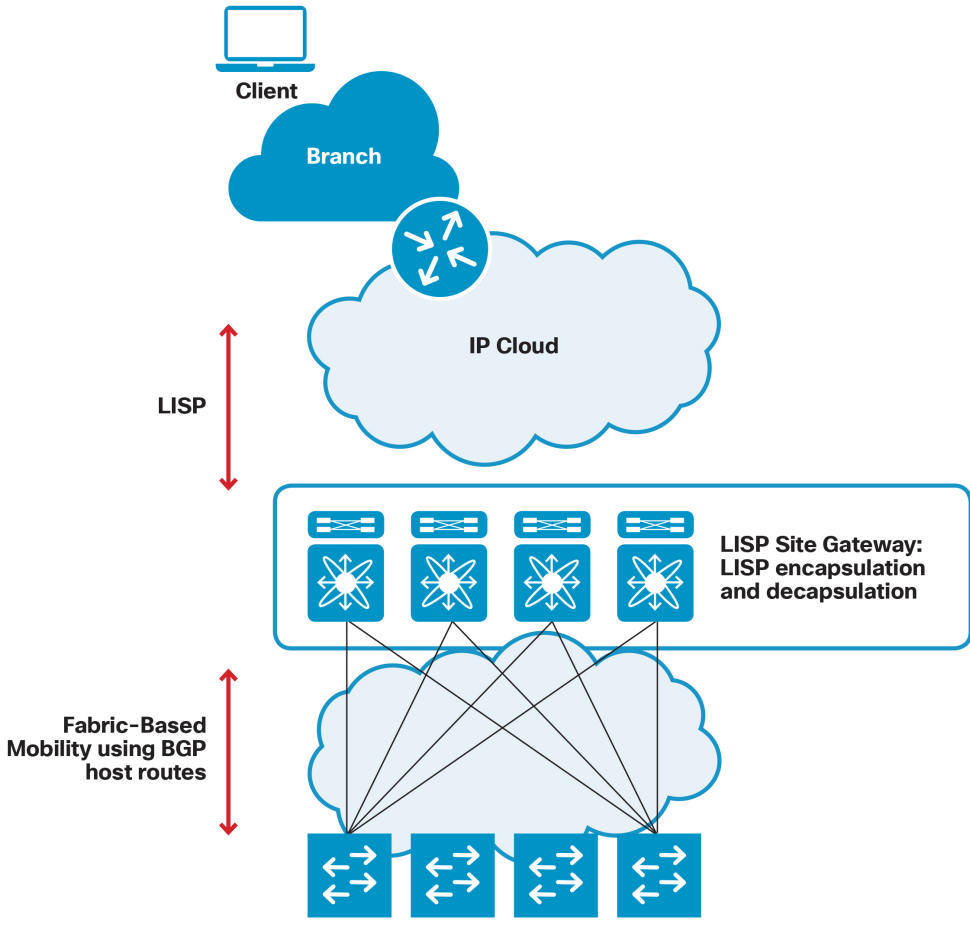 Client
Branch
IP Cloud
LISP
LISP Site Gateway:
LISP encapsulation
and decapsulation
Fabric-Based
Mobility using BGP
host routes